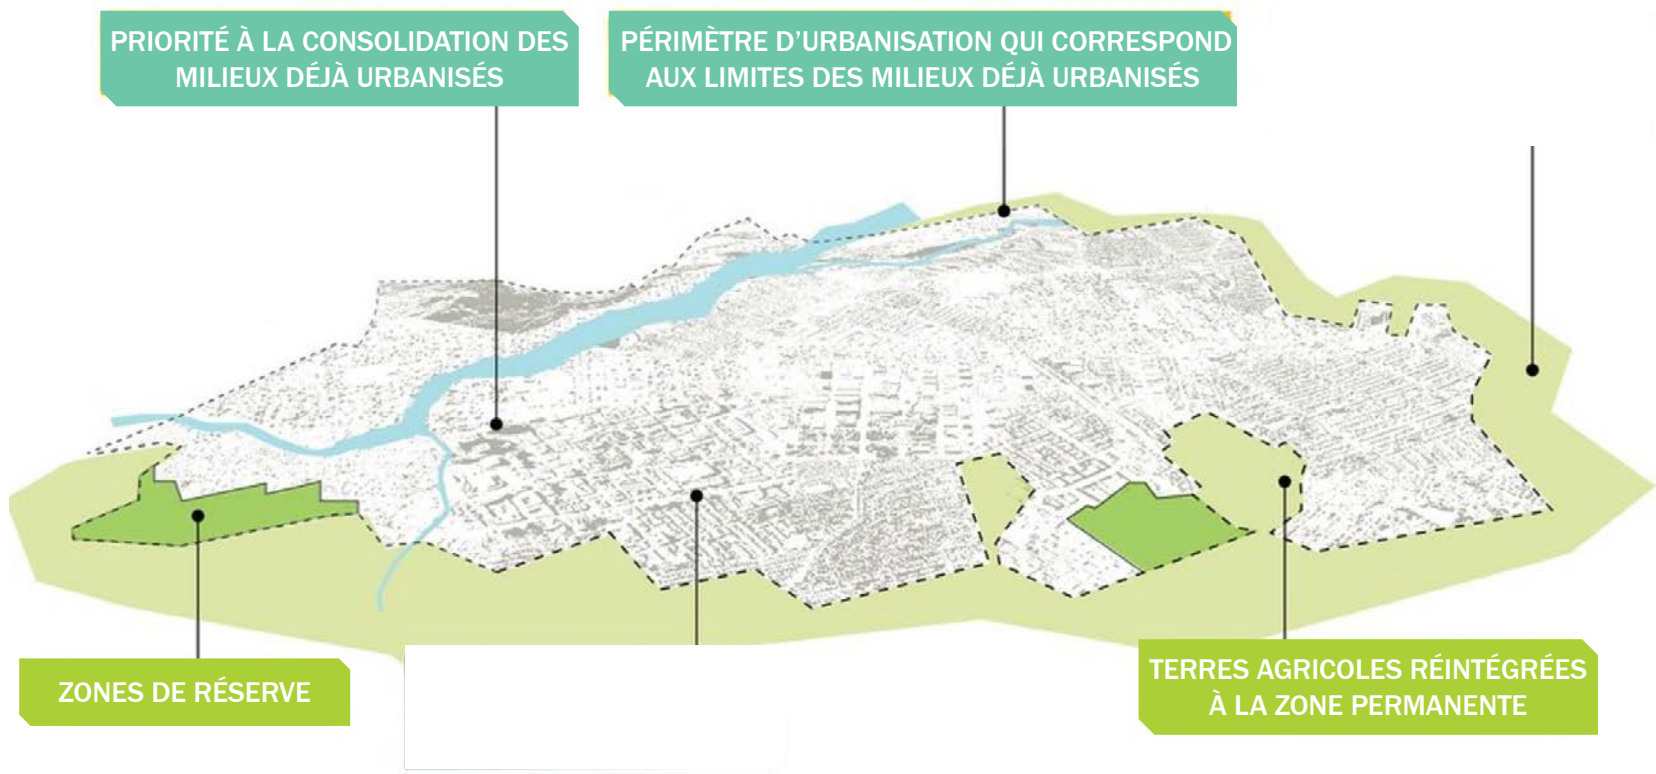 PRIORITÉ À LA CONSOLIDATION DES
MILIEUX DÉJÀ URBANISÉS
PÉRIMÈTRE D'URBANISATION QUI CORRESPOND
AUX LIMITES DES MILIEUX DÉJÀ URBANISÉS
ZONES DE RÉSERVE
TERRES AGRICOLES RÉINTÉGRÉES
À LA ZONE PERMANENTE